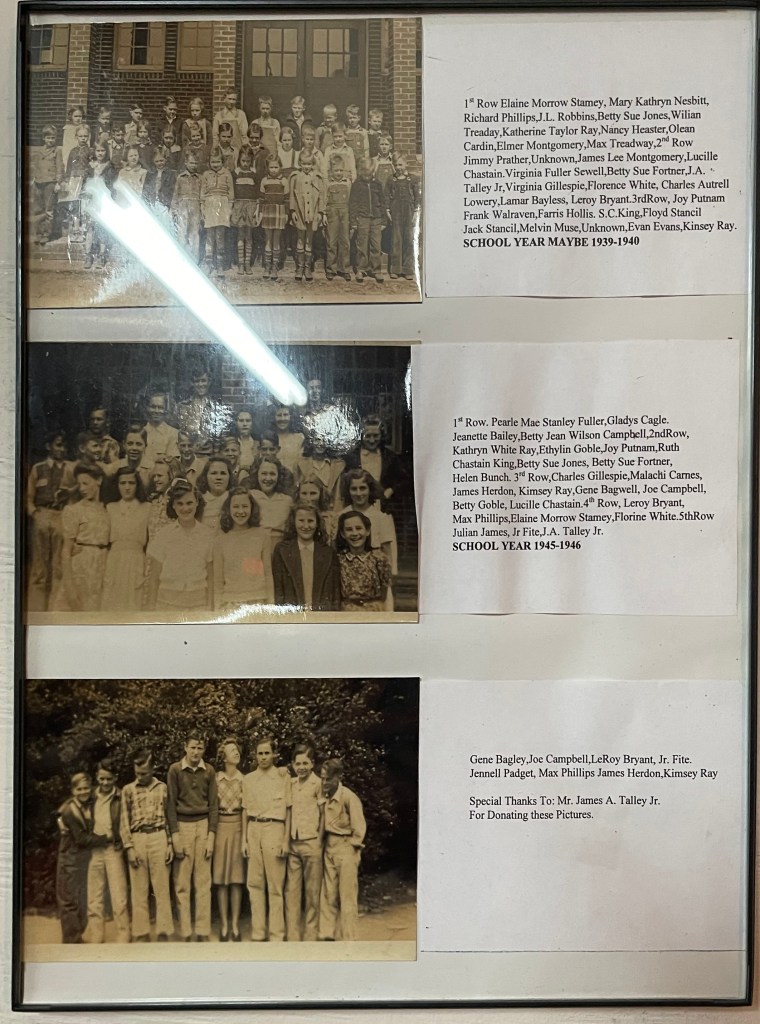 1st Row Elaine Morrow Stamey, Mary Kathryn Nesbitt,
Richard Phillips,J.L. Robbins,Betty Sue Jones,Wilian
Treaday,Katherine Taylor Ray,Nancy Heaster,Olean
Cardin,Elmer Montgomery,Max Treadway,2nd Row
Jimmy Prather,Unknown,James Lee Montgomery,Lucille
Chastain.Virginia Fuller Sewell,Betty Sue Fortner,J.A.
Talley Jr,Virginia Gillespie,Florence White, Charles Autrell
Lowery,Lamar Bayless, Leroy Bryant.3rdRow, Joy Putnam
Frank Walraven,Farris Hollis. S.C.King,Floyd Stancil
Jack Stancil,Melvin Muse,Unknown,Evan Evans,Kinsey Ray.
SCHOOL YEAR MAYBE 1939-1940
1st Row. Pearle Mae Stanley Fuller,Gladys Cagle.
Jeanette Bailey,Betty Jean Wilson Campbell,2ndRow,
Kathryn White Ray,Ethylin Goble,Joy Putnam,Ruth
Chastain King,Betty Sue Jones, Betty Sue Fortner,
Helen Bunch. 3rd Row,Charles Gillespie,Malachi Carnes,
James Herdon, Kimsey Ray,Gene Bagwell, Joe Campbell,
Betty Goble, Lucille Chastain.4th Row, Leroy Bryant,
Max Phillips,Elaine Morrow Stamey,Florine White.5thRow
Julian James, Jr Fite,J.A. Talley Jr.
SCHOOL YEAR 1945-1946
Gene Bagley,Joe Campbell,LeRoy Bryant, Jr. Fite.
Jennell Padget, Max Phillips James Herdon,Kimsey Ray
Special Thanks To: Mr. James A. Talley Jr.
For Donating these Pictures.